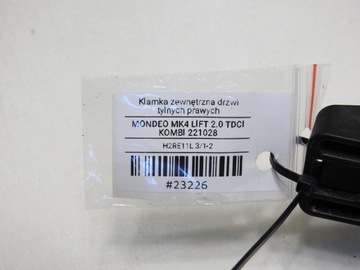 Klamka zewnętrzna drzwi
tylnych prawych
MONDEO MK4 LIFT 2.0 TDCI
KOMBI 221028
H2RE11L 3/1-2
#23226